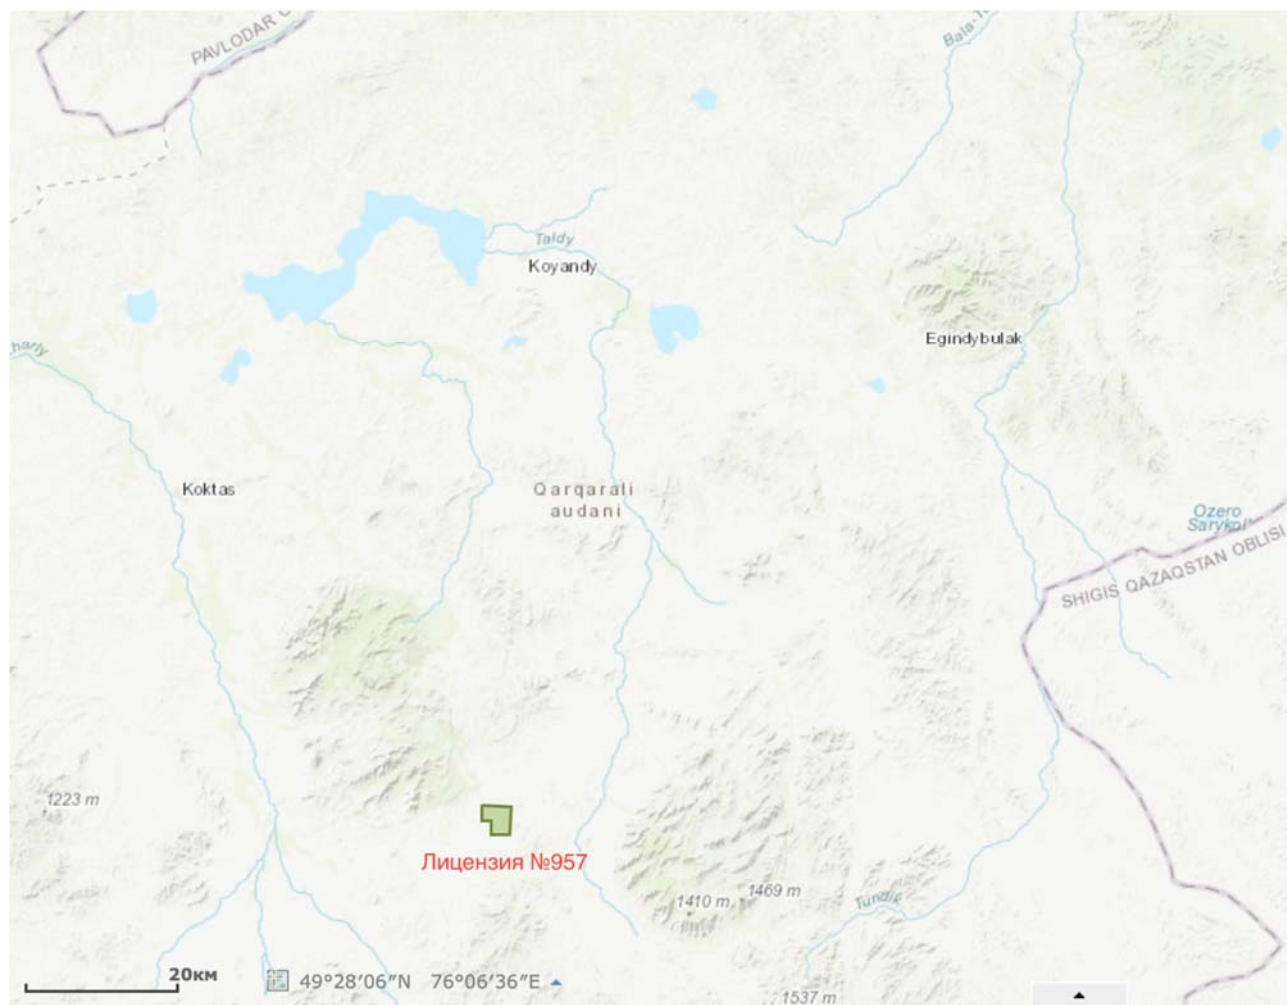 PAVLODAR O
Bala-T
Taldy
Koyandy
Egindybulak
harly
Koktas
Qarqarali
audani
Ozero
Sarykol
SHIGIS QAZAQSTAN OBLISI
1223 m
Лицензия №957
1469 m
1410 m
Tundik
20км
49°28′06″N 76°06′36″E
1537 m